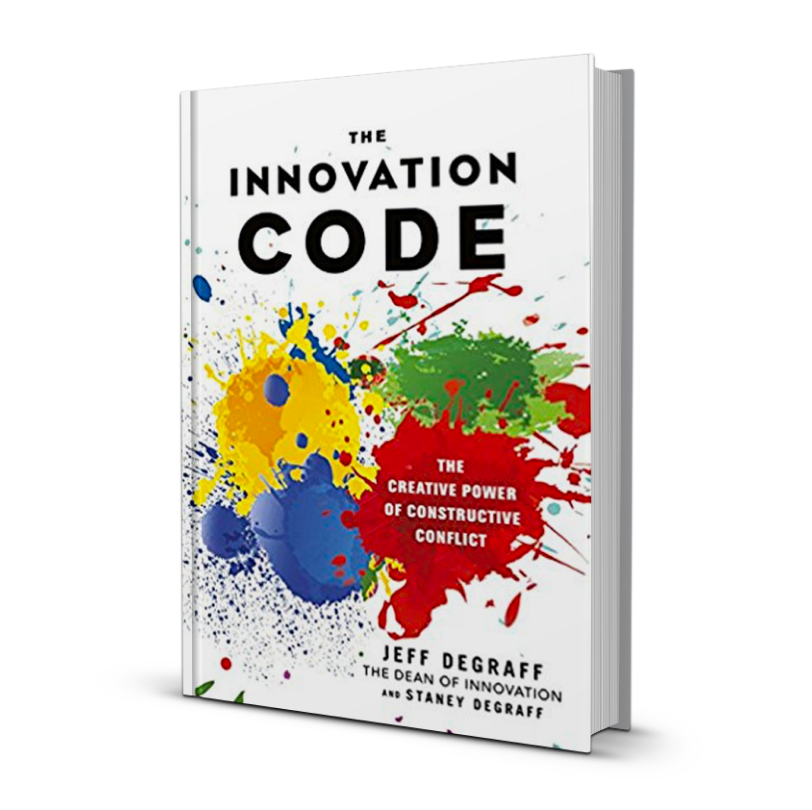 THE
INNOVATION
CODE
THE
CREATIVE POWER
OF CONSTRUCTIVE
CONFLICT
JEFF DEGRAFF
THE DEAN OF INNOVATION
AND STANEY DEGRAFF